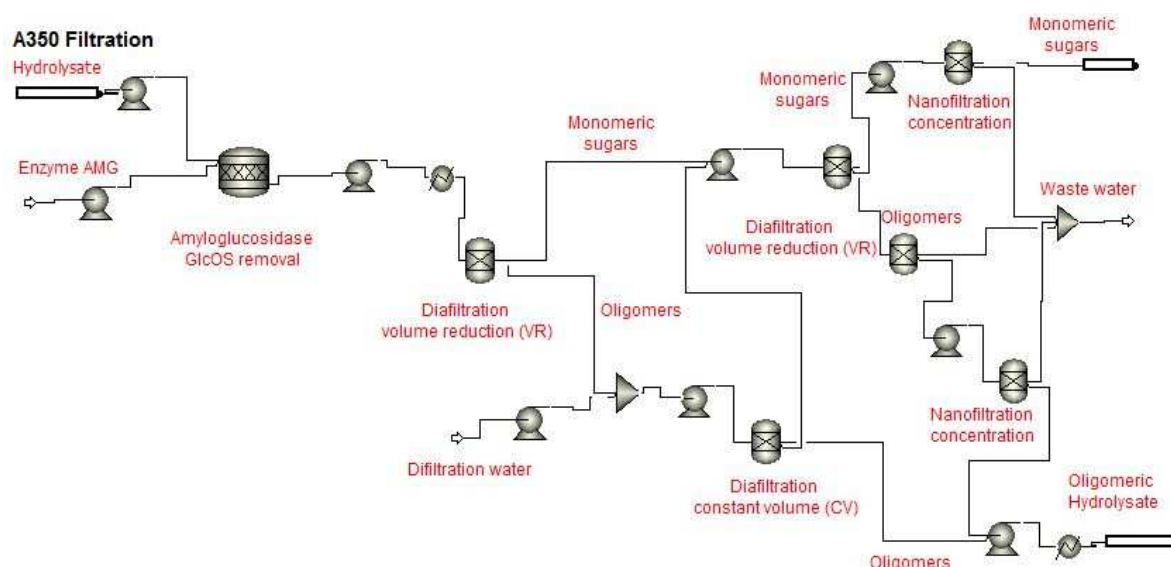 A350 Filtration
Hydrolysate
Enzyme AMG
Amyloglucosidase
GlcOS removal
Diafiltration
volume reduction (VR)
Monomeric
sugars
Oligomers
Difiltration water
Diafiltration
constant volume (CV)
Monomeric
sugars
Diafiltration
volume reduction (VR)
Oligomers
Nanofiltration
concentration
Monomeric
sugars
Waste water
Nanofiltration
concentration
Oligomers
Oligomeric
Hydrolysate